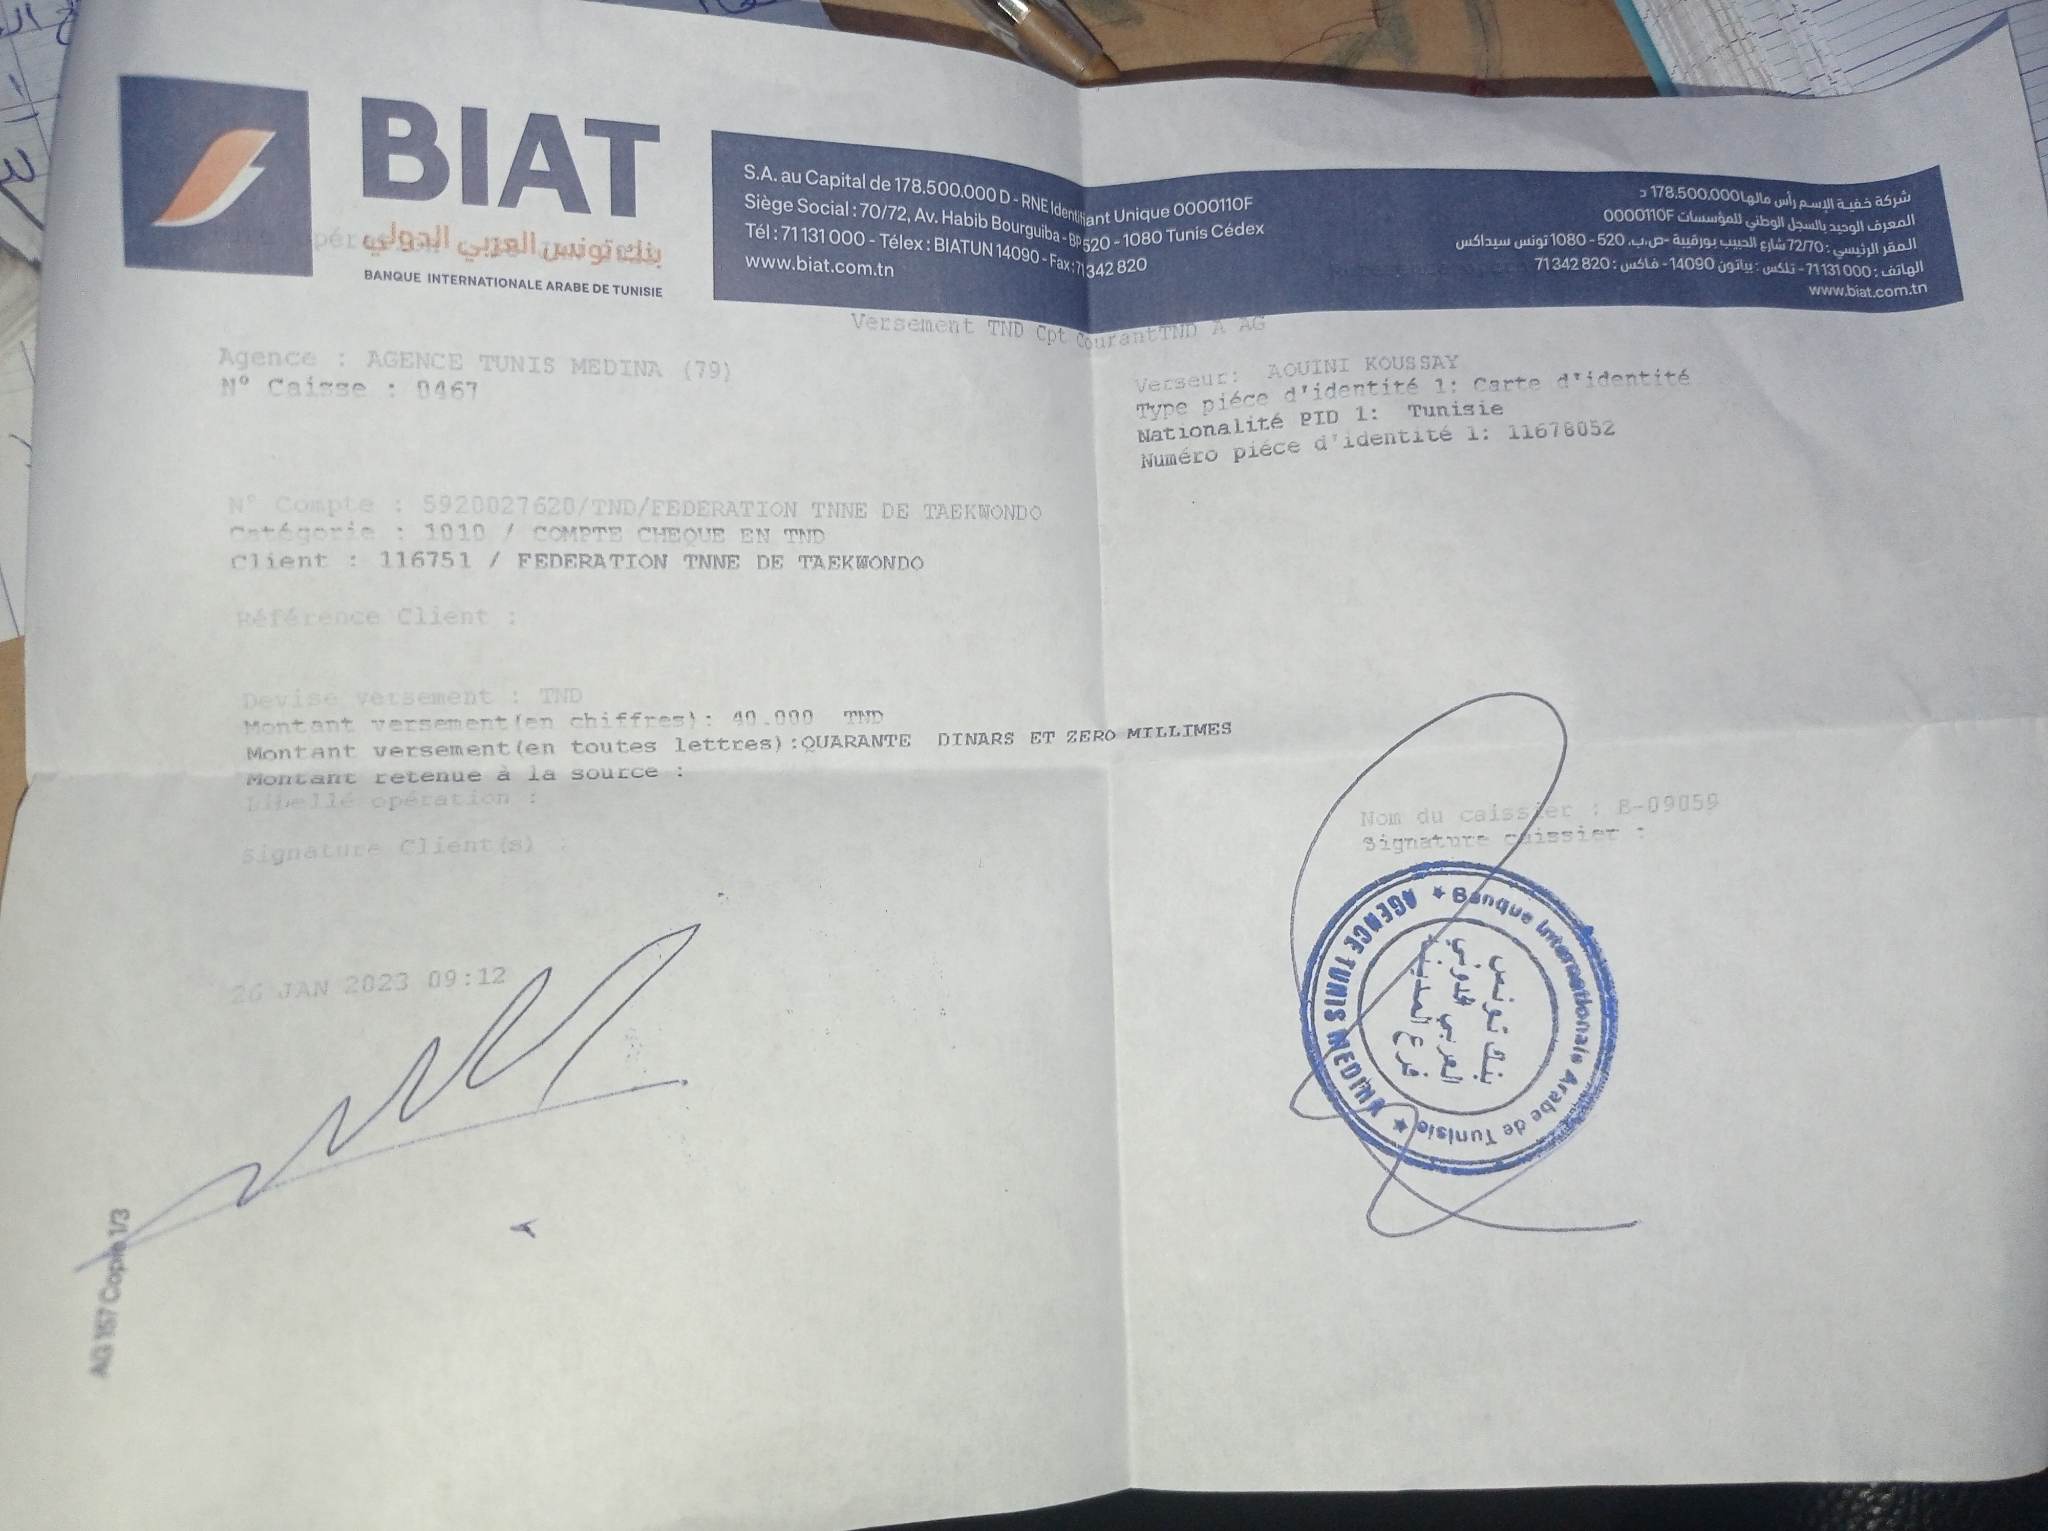 BIAT
بنك تونس العربي الدولي
BANQUE INTERNATIONALE ARABE DE TUNISIE
S.A. au Capital de 178.500.000 D - RNE Identifiant Unique 0000110F
Siège Social : 70/72, Av. Habib Bourguiba - BP 520 - 1080 Tunis Cédex
Tél : 71 131 000 - Télex : BIATUN 14090 - Fax : 71 342 820
www.biat.com.tn
شركة خفية الإسم رأس مالها 178.500.000 د
المعرف الوحيد بالسجل الوطني للمؤسسات 0000110F
المقر الرئيسي : 72/70 شارع الحبيب بورقيبة -ص.ب. 520 - 1080 تونس سيداكس
الهاتف : 71 131 000 - تلكس : بياتون 14090 - فاكس : 71 342 820
www.biat.com.tn
Versement TND Cpt CourantTND A AG
Agence : AGENCE TUNIS MEDINA (79)
N° Caisse : 0467
Verseur: AOUINI KOUSSAY
Type piéce d'identité 1: Carte d'identité
Nationalité PID 1: Tunisie
Numéro piéce d'identité 1: 11678052
N° Compte : 5920027620/TND/FEDERATION TNNE DE TAEKWONDO
Catégorie : 1010 / COMPTE CHEQUE EN TND
Client : 116751 / FEDERATION TNNE DE TAEKWONDO
Référence Client :
Devise versement : TND
Montant versement(en chiffres): 40.000 TND
Montant versement(en toutes lettres):QUARANTE DINARS ET ZERO MILLIMES
Montant retenue à la source :
Libellé opération :
Signature Client(s) :
Nom du caissier : B-09059
Signature caissier :
26 JAN 2023 09:12
Banque Internationale Arabe de Tunisie
AGENCE TUNIS MEDINA
بنك تونس
العربي الدولي
فرع المدينة
AG 157 Copie 1/3